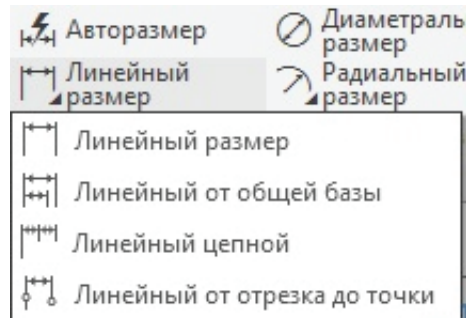 Авторазмер
Диаметраль
размер
Линейный
размер
Радиальный
размер
Линейный размер
Линейный от общей базы
Линейный цепной
Линейный от отрезка до точки